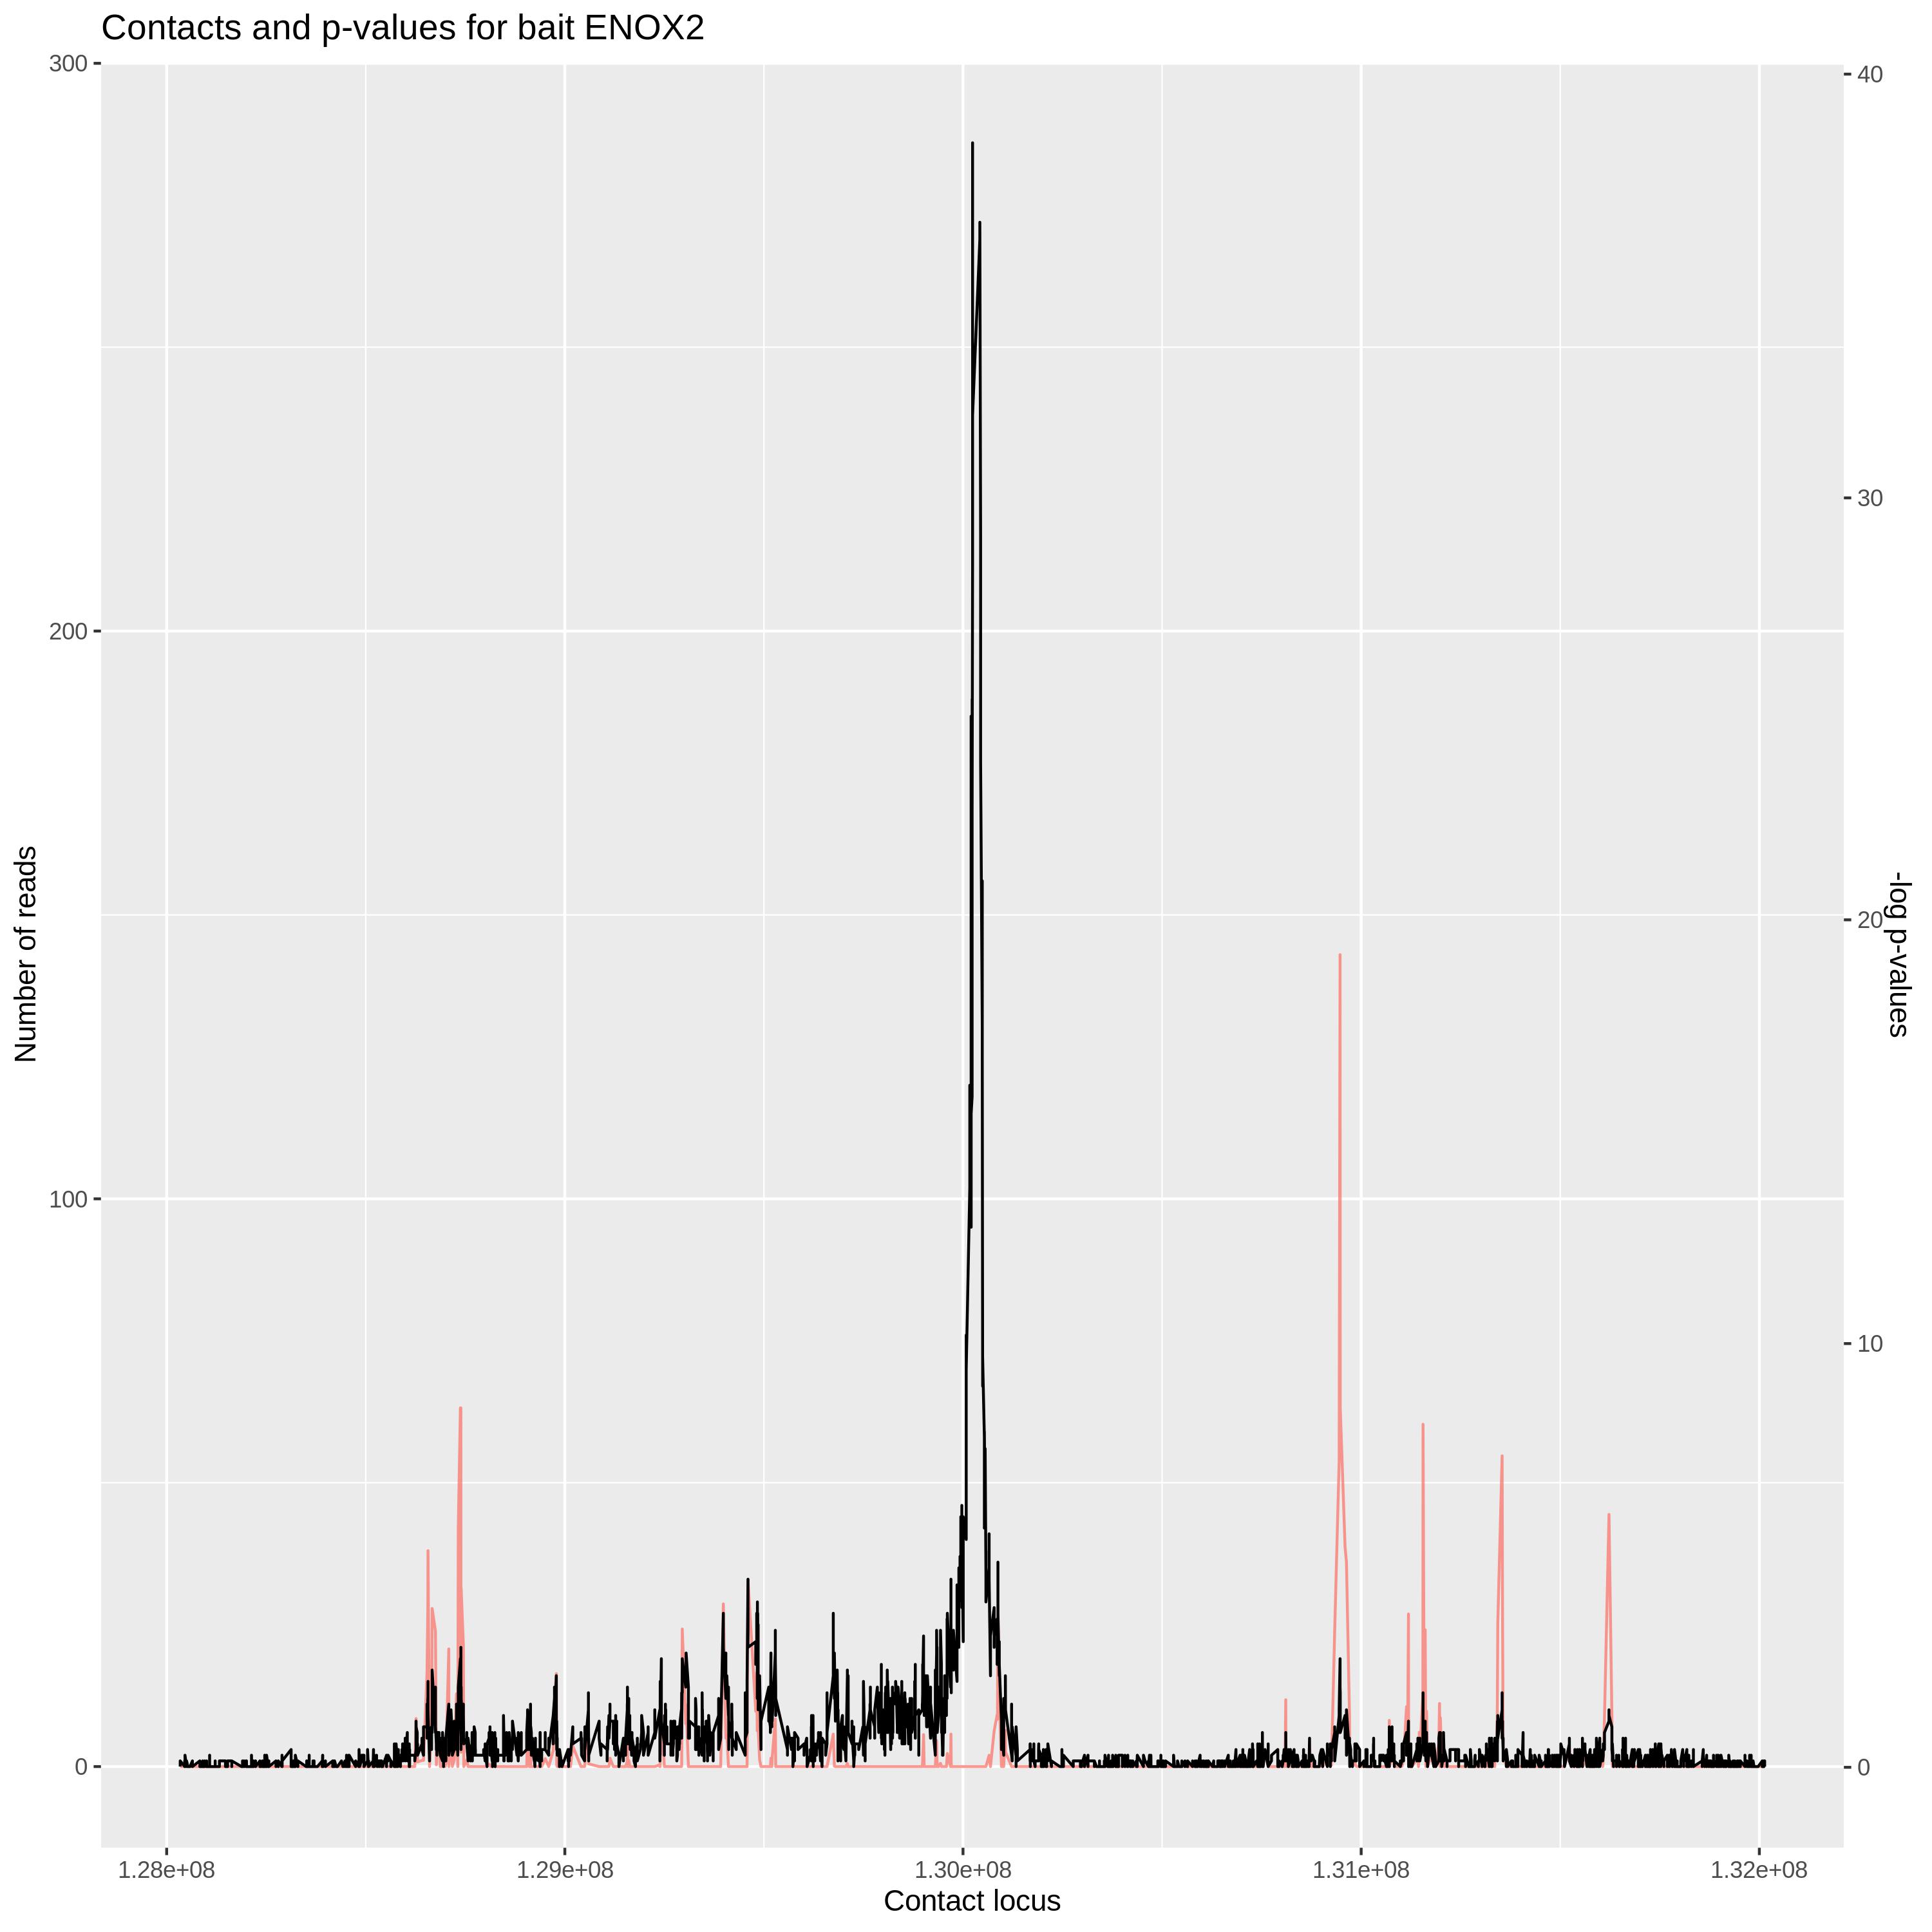 Contacts and p-values for bait ENOX2
300
200
100
0
Number of reads
40
30
20
10
0
-log p-values
1.28e+08 1.29e+08 1.30e+08 1.31e+08 1.32e+08
Contact locus